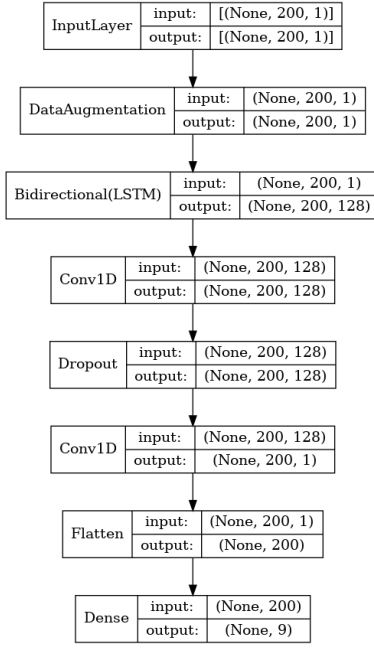 InputLayer input: [(None, 200, 1)]
output: [(None, 200, 1)]
DataAugmentation input: (None, 200, 1)
output: (None, 200, 1)
Bidirectional(LSTM) input: (None, 200, 1)
output: (None, 200, 128)
Conv1D input: (None, 200, 128)
output: (None, 200, 128)
Dropout input: (None, 200, 128)
output: (None, 200, 128)
Conv1D input: (None, 200, 128)
output: (None, 200, 1)
Flatten input: (None, 200, 1)
output: (None, 200)
Dense input: (None, 200)
output: (None, 9)